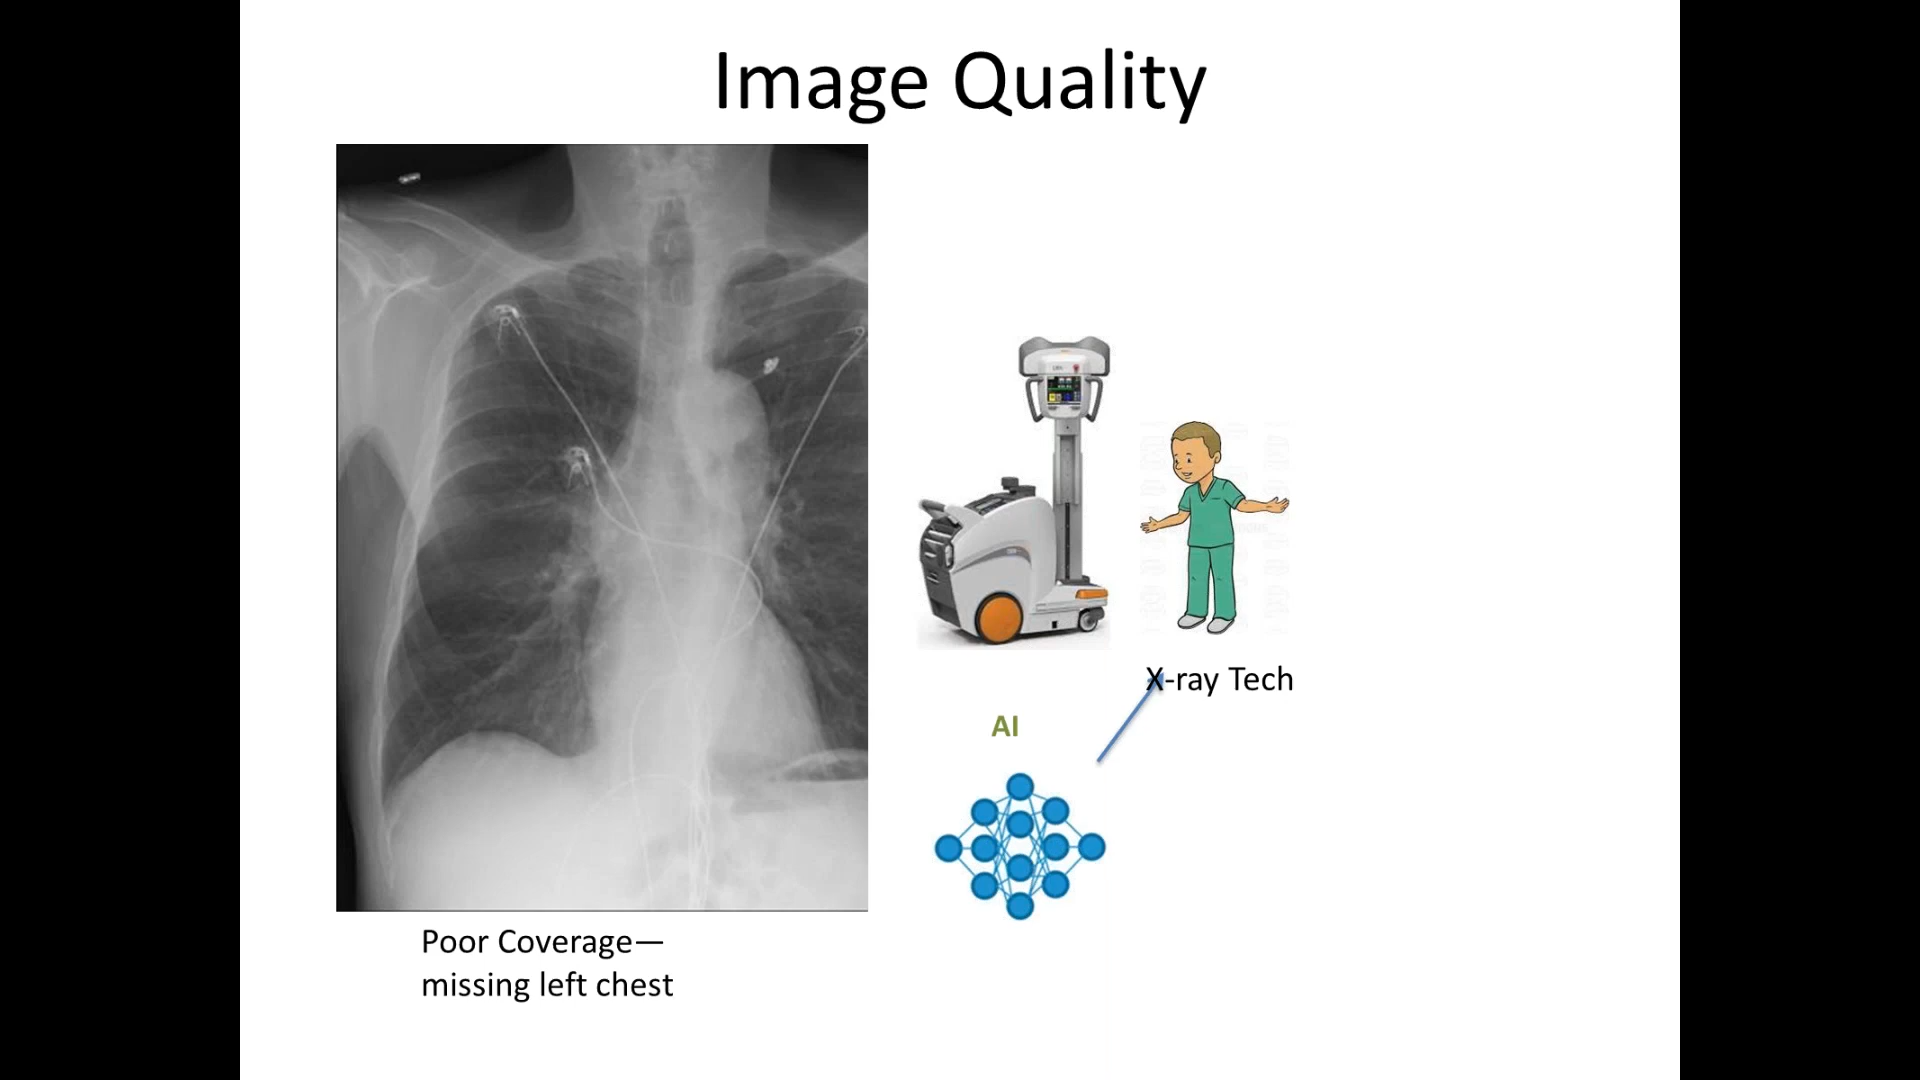 Image Quality
X-ray Tech
AI
Poor Coverage—
missing left chest